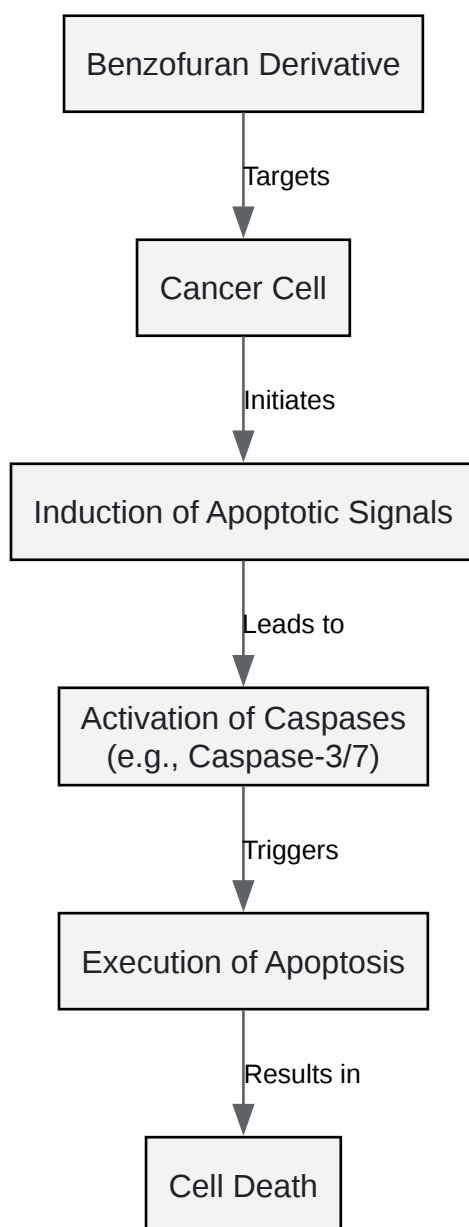 Benzofuran Derivative
Targets
Cancer Cell
Initiates
Induction of Apoptotic Signals
Leads to
Activation of Caspases
(e.g., Caspase-3/7)
Triggers
Execution of Apoptosis
Results in
Cell Death